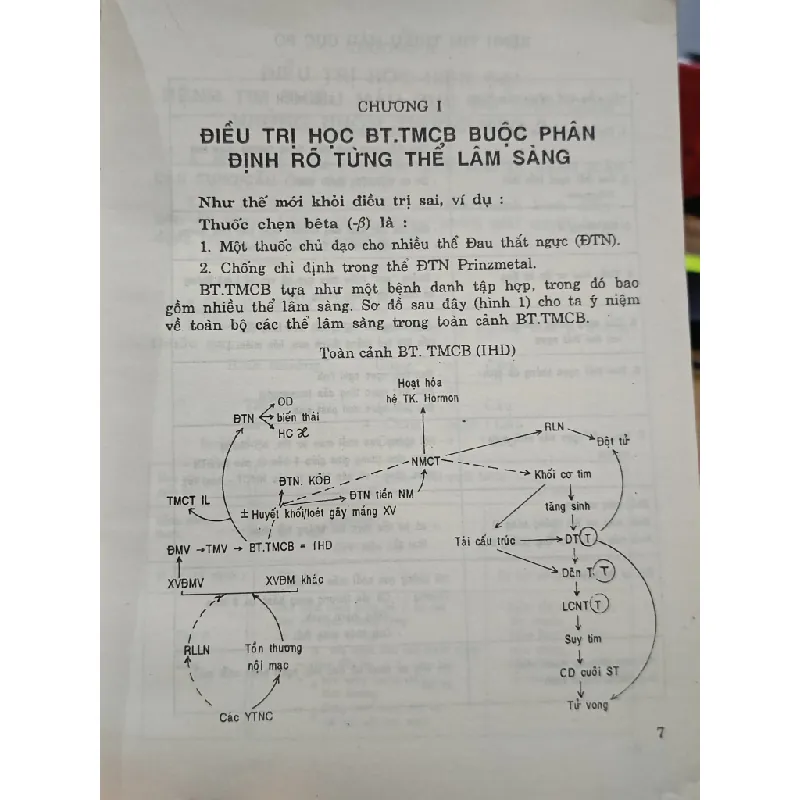 CHƯƠNG I
ĐIỀU TRỊ HỌC BT.TMCB BUỘC PHÂN
ĐỊNH RÕ TỪNG THỂ LÂM SÀNG
Như thế mới khỏi điều trị sai, ví dụ :
Thuốc chẹn bêta (-β) là :
1. Một thuốc chủ đạo cho nhiều thể Đau thắt ngực (ĐTN).
2. Chống chỉ định trong thể ĐTN Prinzmetal.
BT.TMCB tựa như một bệnh danh tập hợp, trong đó bao
gồm nhiều thể lâm sàng. Sơ đồ sau đây (hình 1) cho ta ý niệm
về toàn bộ các thể lâm sàng trong toàn cảnh BT.TMCB.
Toàn cảnh BT. TMCB (IHD)
Hoạt hóa
hệ TK. Hormon
OD
ĐTN biến thái
HC X
RLN
Đột tử
NMCT
Khối cơ tim
ĐTN. KÔĐ
ĐTN tiền NM
TMCT IL
± Huyết khối/loét gãy mảng XV
tăng sinh
Tái cấu trúc
DT T
ĐMV → TMV → BT.TMCB = IHD
Dãn T. T
XVĐMV
XVĐM khác
LCNT T
Suy tim
RLLN
Tổn thương
nội mạc
CD cuối ST
Tử vong
Các YTNC
7